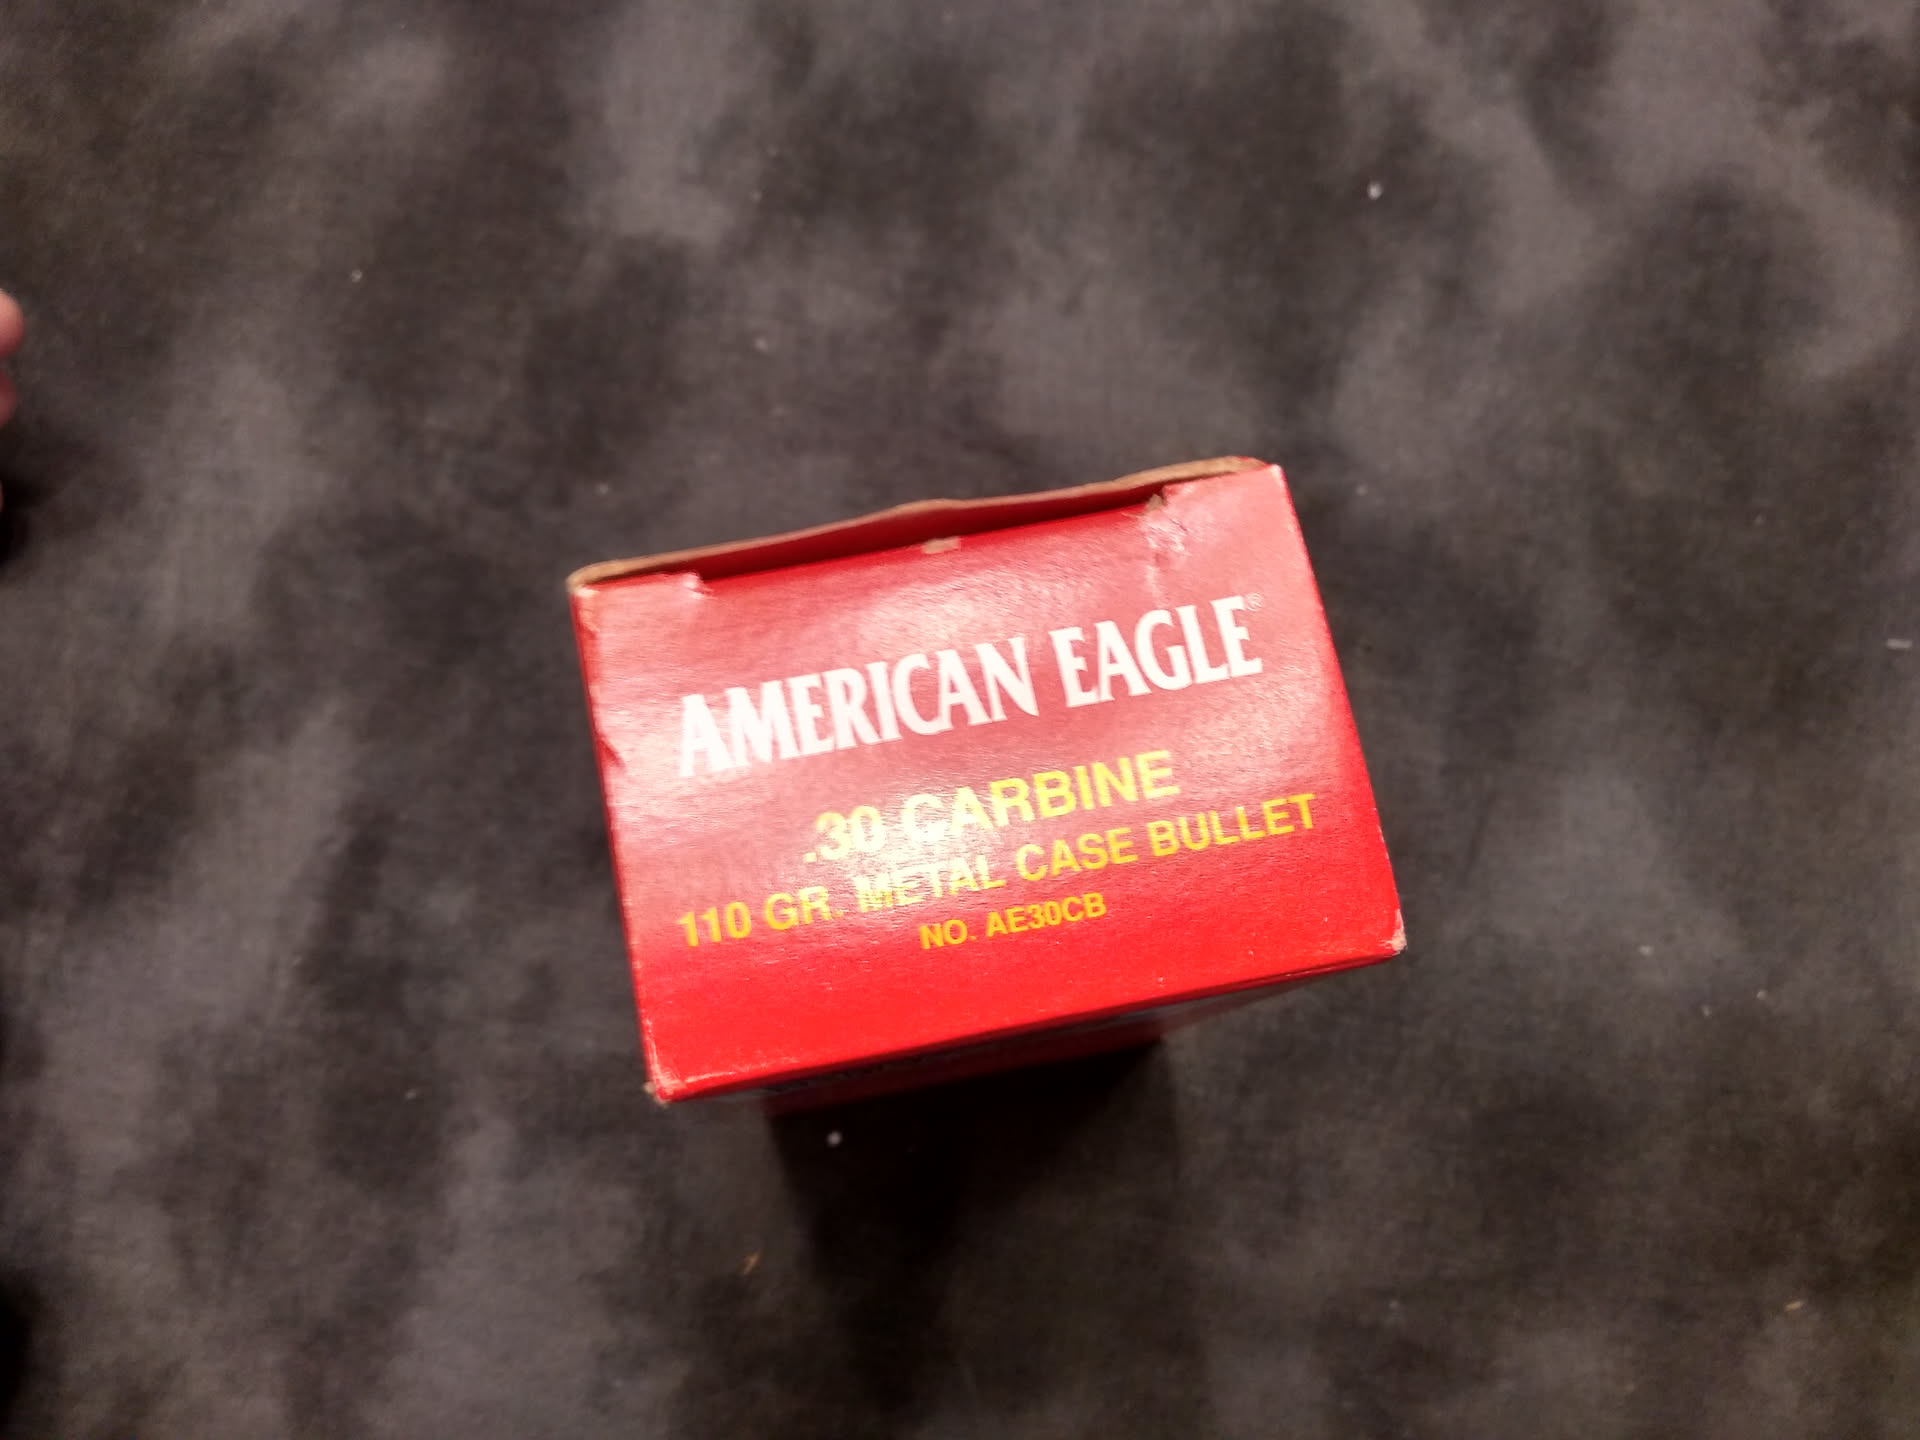 AMERICAN EAGLE®
.30 CARBINE
110 GR. METAL CASE BULLET
NO. AE30CB